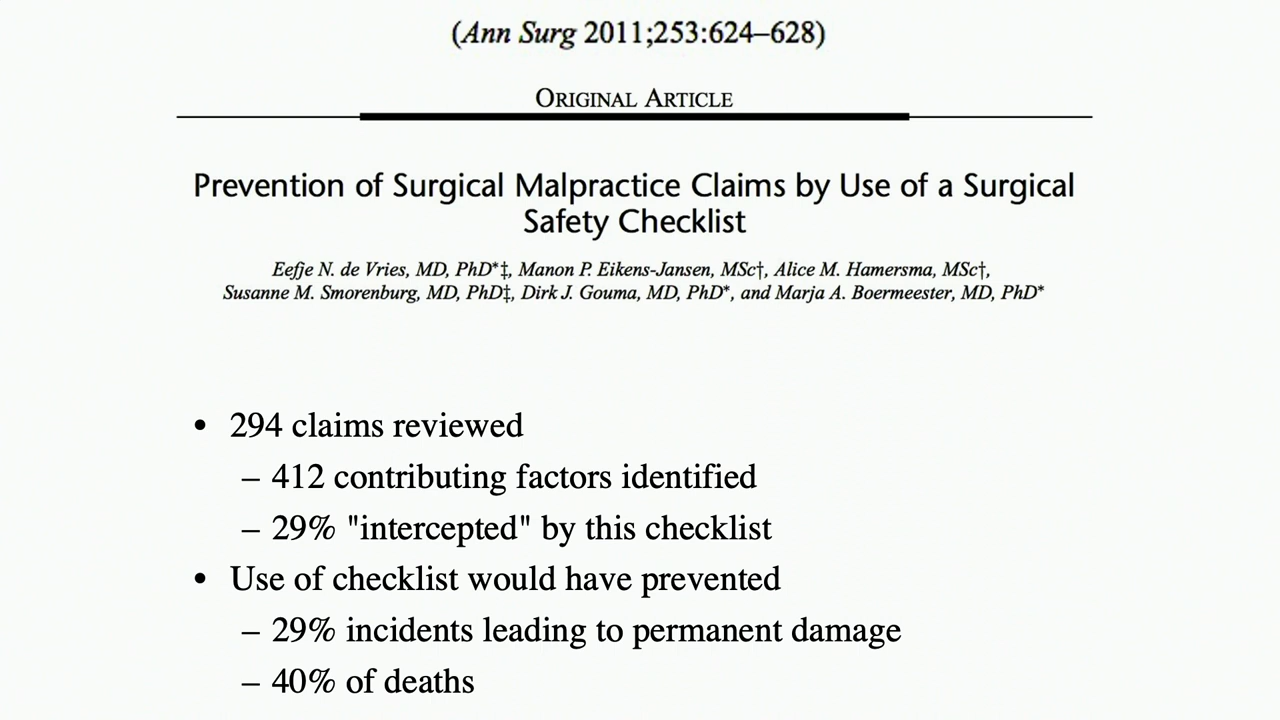 (Ann Surg 2011;253:624–628)
ORIGINAL ARTICLE
Prevention of Surgical Malpractice Claims by Use of a Surgical
Safety Checklist
Eefje N. de Vries, MD, PhD*‡, Manon P. Eikens-Jansen, MSc†, Alice M. Hamersma, MSc†,
Susanne M. Smorenburg, MD, PhD‡, Dirk J. Gouma, MD, PhD*, and Marja A. Boermeester, MD, PhD*
• 294 claims reviewed
– 412 contributing factors identified
– 29% "intercepted" by this checklist
• Use of checklist would have prevented
– 29% incidents leading to permanent damage
– 40% of deaths